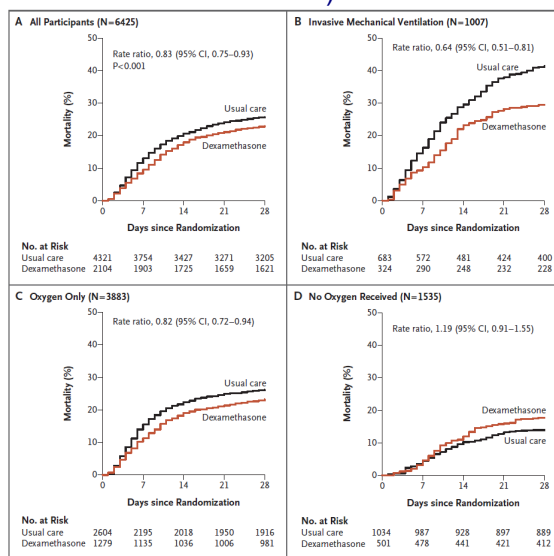 A All Participants (N=6425)
Rate ratio, 0.83 (95% CI, 0.75–0.93)
P<0.001
Mortality (%)
50
40
30
20
10
0
Usual care
Dexamethasone
0 7 14 21 28
Days since Randomization
No. at Risk
Usual care 4321 3754 3427 3271 3205
Dexamethasone 2104 1903 1725 1659 1621
B Invasive Mechanical Ventilation (N=1007)
Rate ratio, 0.64 (95% CI, 0.51–0.81)
Mortality (%)
50
40
30
20
10
0
Usual care
Dexamethasone
0 7 14 21 28
Days since Randomization
No. at Risk
Usual care 683 572 481 424 400
Dexamethasone 324 290 248 232 228
C Oxygen Only (N=3883)
Rate ratio, 0.82 (95% CI, 0.72–0.94)
Mortality (%)
50
40
30
20
10
0
Usual care
Dexamethasone
0 7 14 21 28
Days since Randomization
No. at Risk
Usual care 2604 2195 2018 1950 1916
Dexamethasone 1279 1135 1036 1006 981
D No Oxygen Received (N=1535)
Rate ratio, 1.19 (95% CI, 0.91–1.55)
Mortality (%)
50
40
30
20
10
0
Dexamethasone
Usual care
0 7 14 21 28
Days since Randomization
No. at Risk
Usual care 1034 987 928 897 889
Dexamethasone 501 478 441 421 412